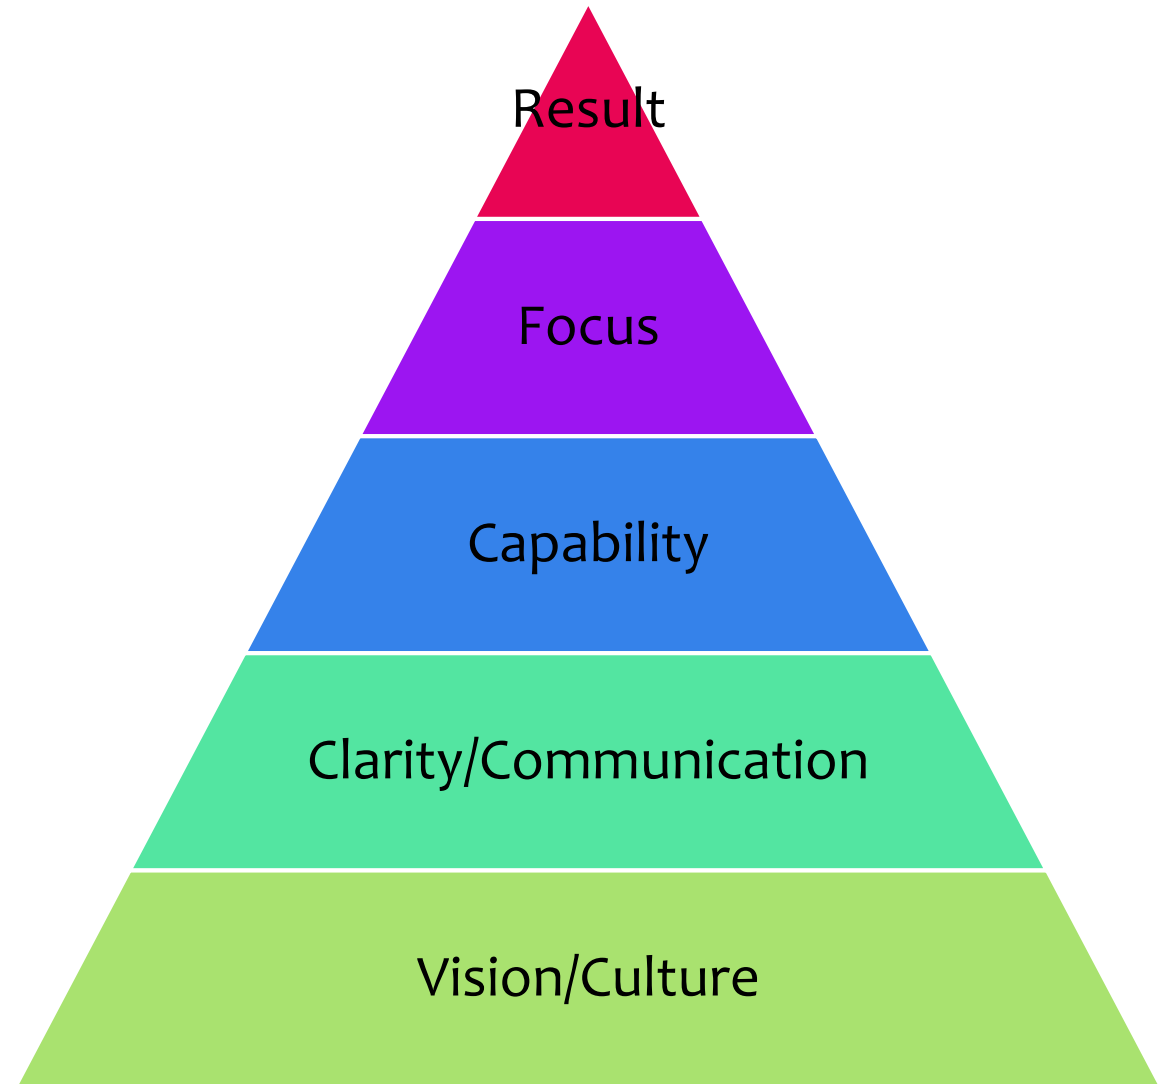 Result
Focus
Capability
Clarity/Communication
Vision/Culture